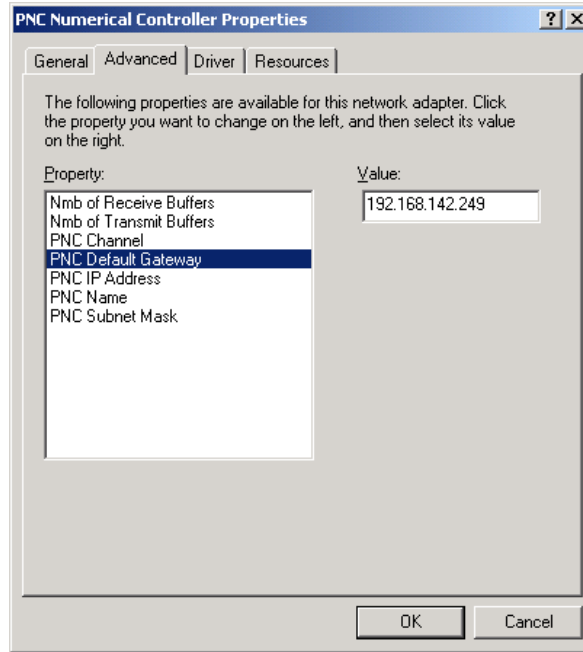 PNC Numerical Controller Properties
General Advanced Driver Resources
The following properties are available for this network adapter. Click
the property you want to change on the left, and then select its value
on the right.
Property: Value:
Nmb of Receive Buffers 192.168.142.249
Nmb of Transmit Buffers
PNC Channel
PNC Default Gateway
PNC IP Address
PNC Name
PNC Subnet Mask
OK Cancel